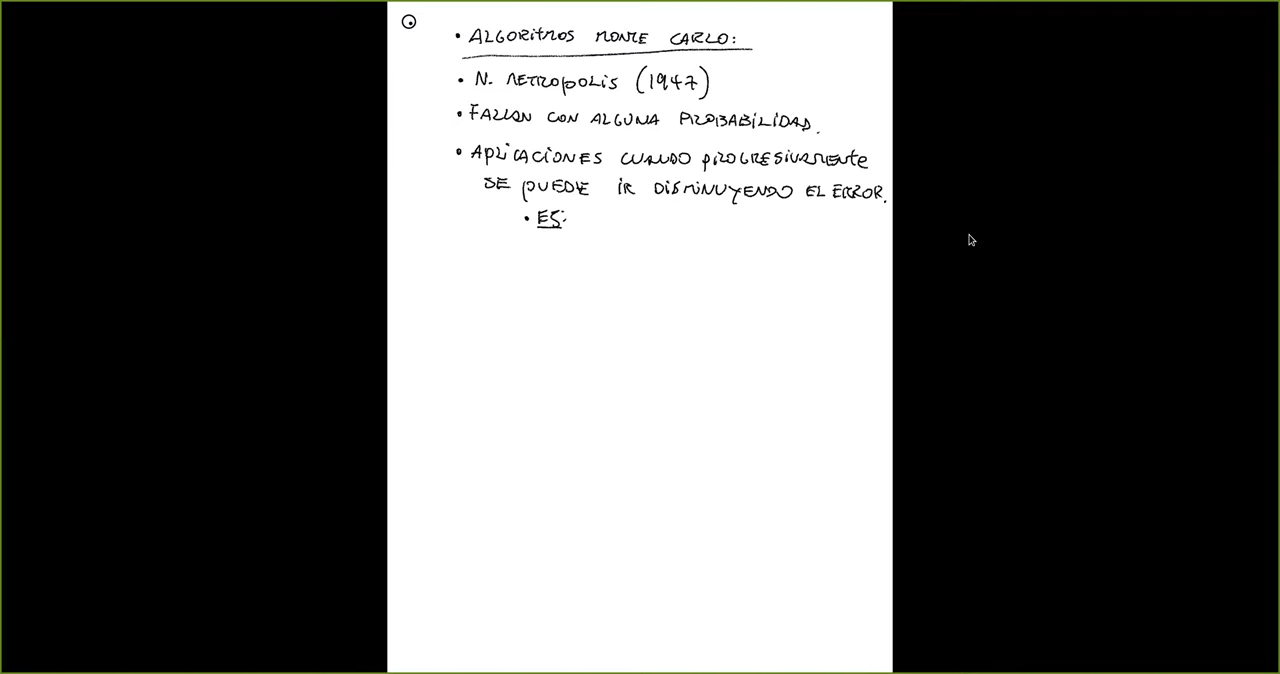 • ALGORITMOS MONTE CARLO:
• N. METROPOLIS (1947)
• FALLAN CON ALGUNA PROBABILIDAD.
• APLICACIONES CUANDO PROGRESIVAMENTE
SE PUEDE IR DISMINUYENDO EL ERROR.
• EJ: